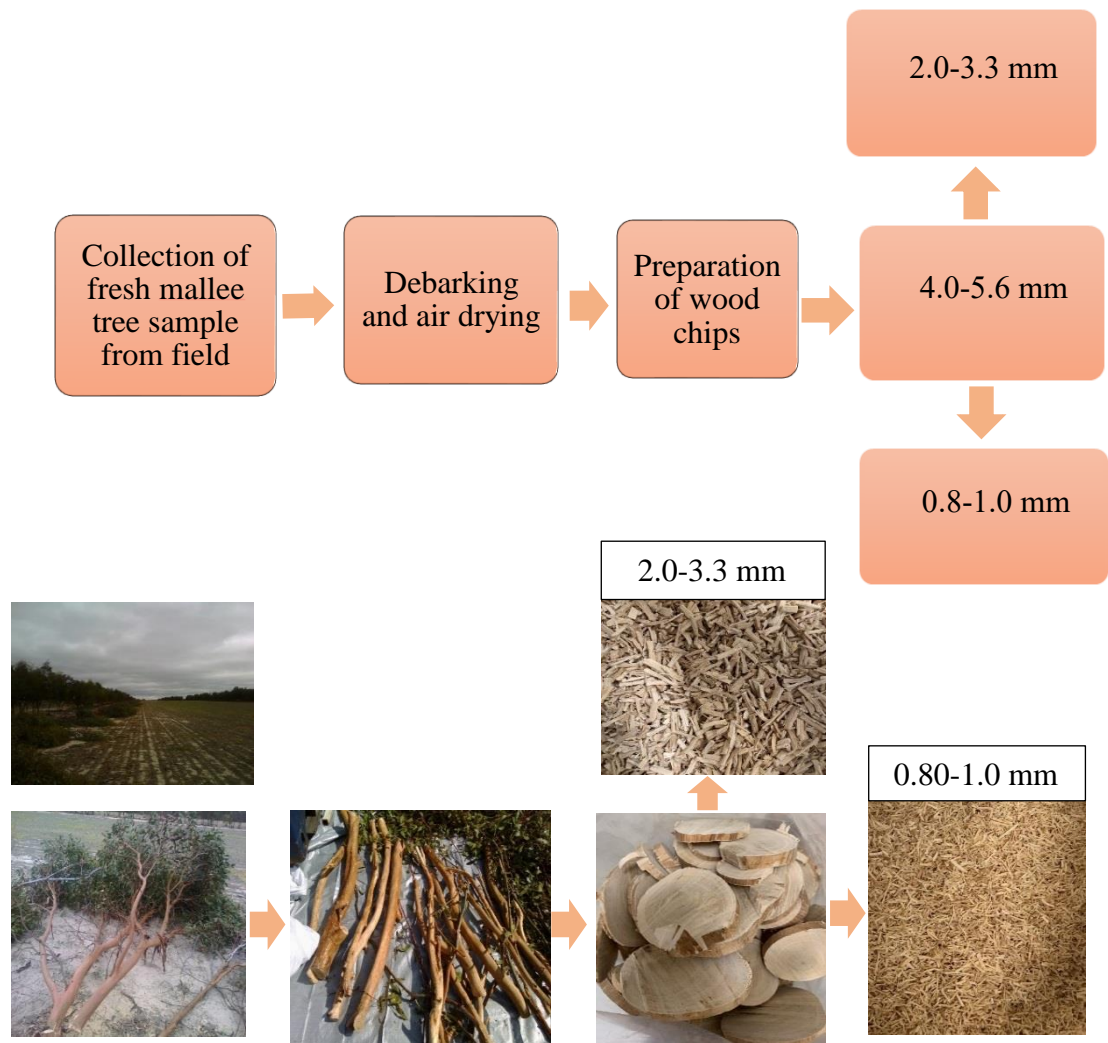 2.0-3.3 mm
Collection of
fresh mallee
tree sample
from field
Debarking
and air drying
Preparation
of wood
chips
4.0-5.6 mm
0.8-1.0 mm
2.0-3.3 mm
0.80-1.0 mm